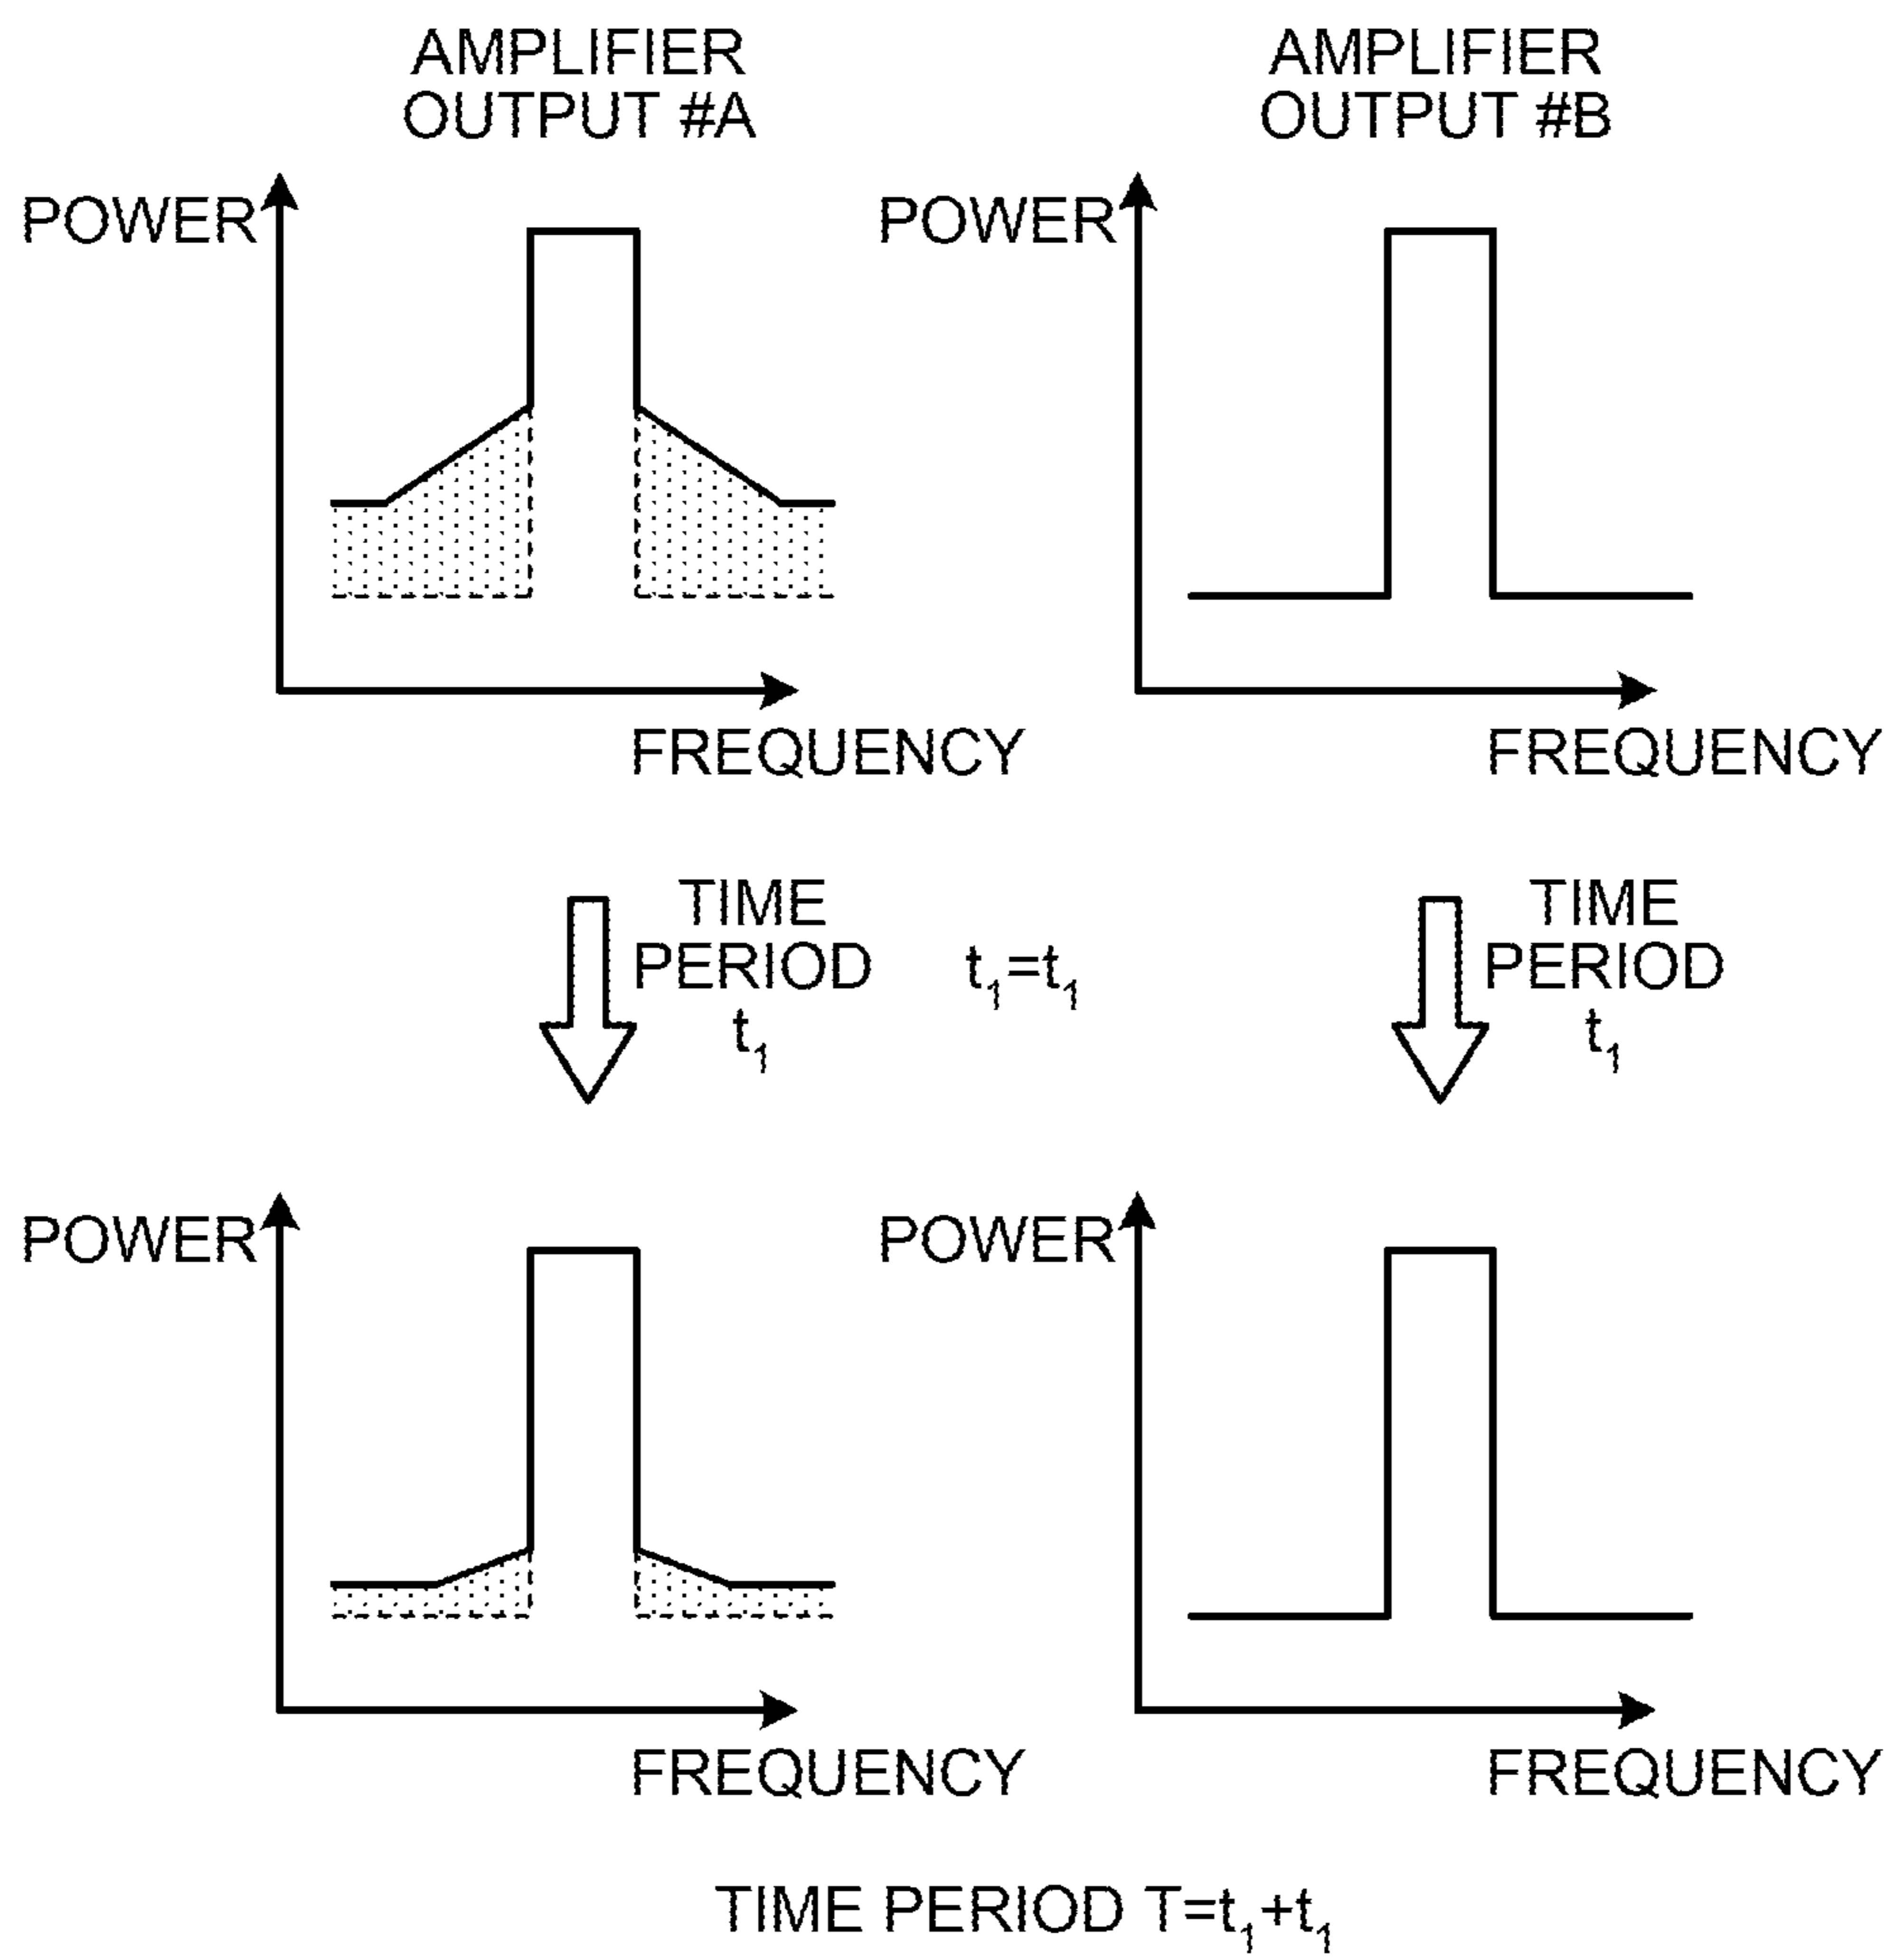 AMPLIFIER
OUTPUT #A
AMPLIFIER
OUTPUT #B
POWER
POWER
FREQUENCY
FREQUENCY
TIME
PERIOD
t₁
t₁=t₁
TIME
PERIOD
t₁
POWER
POWER
FREQUENCY
FREQUENCY
TIME PERIOD T=t₁+t₁